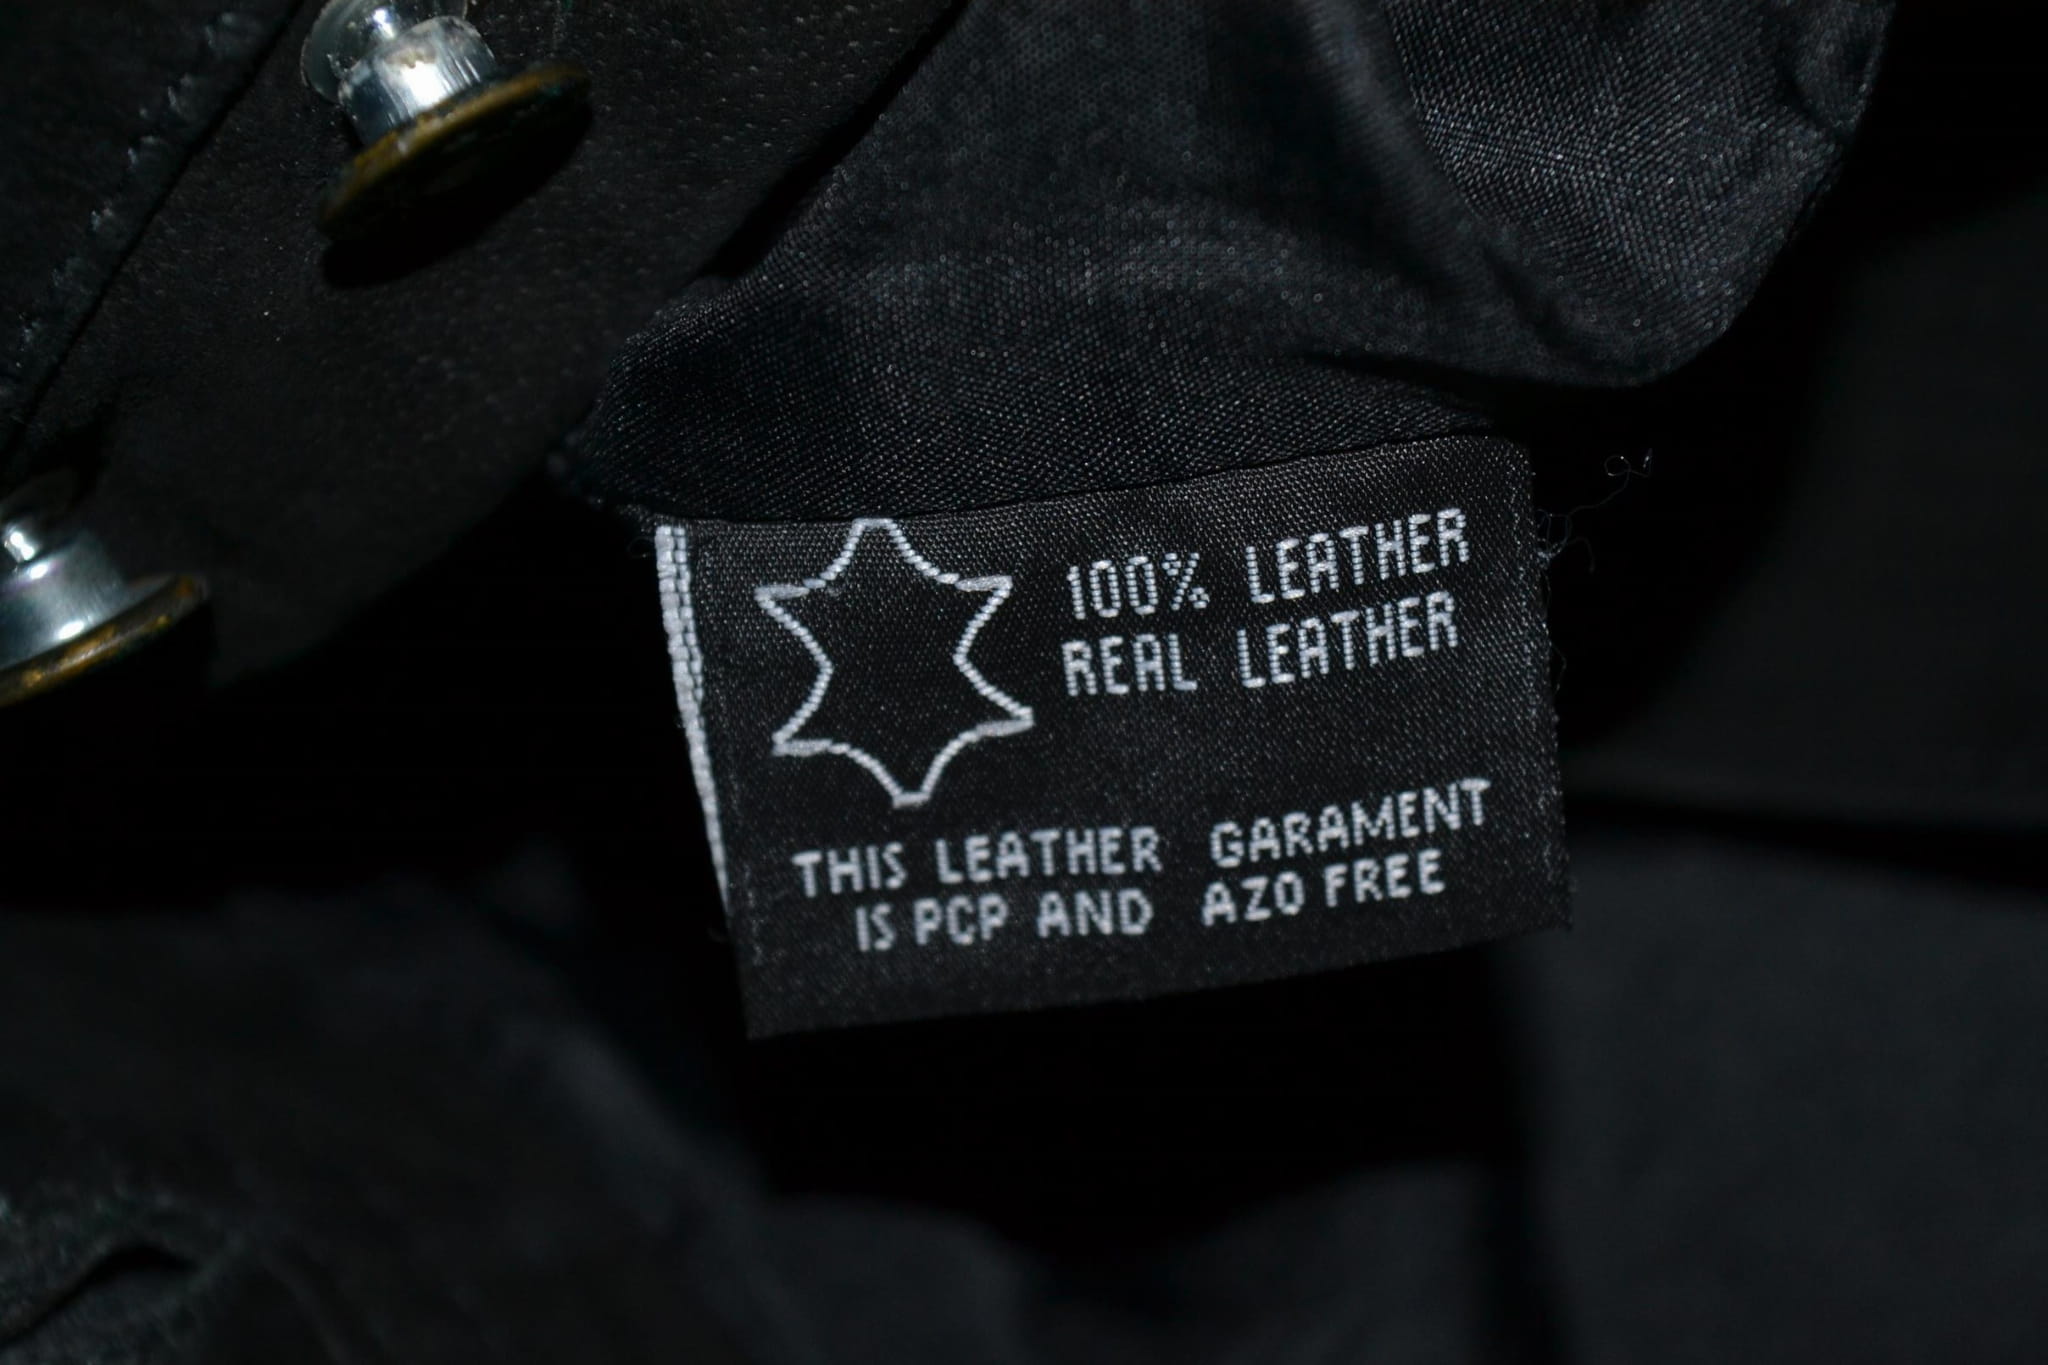 100% LEATHER
REAL LEATHER
THIS LEATHER GARAMENT
IS PCP AND AZO FREE